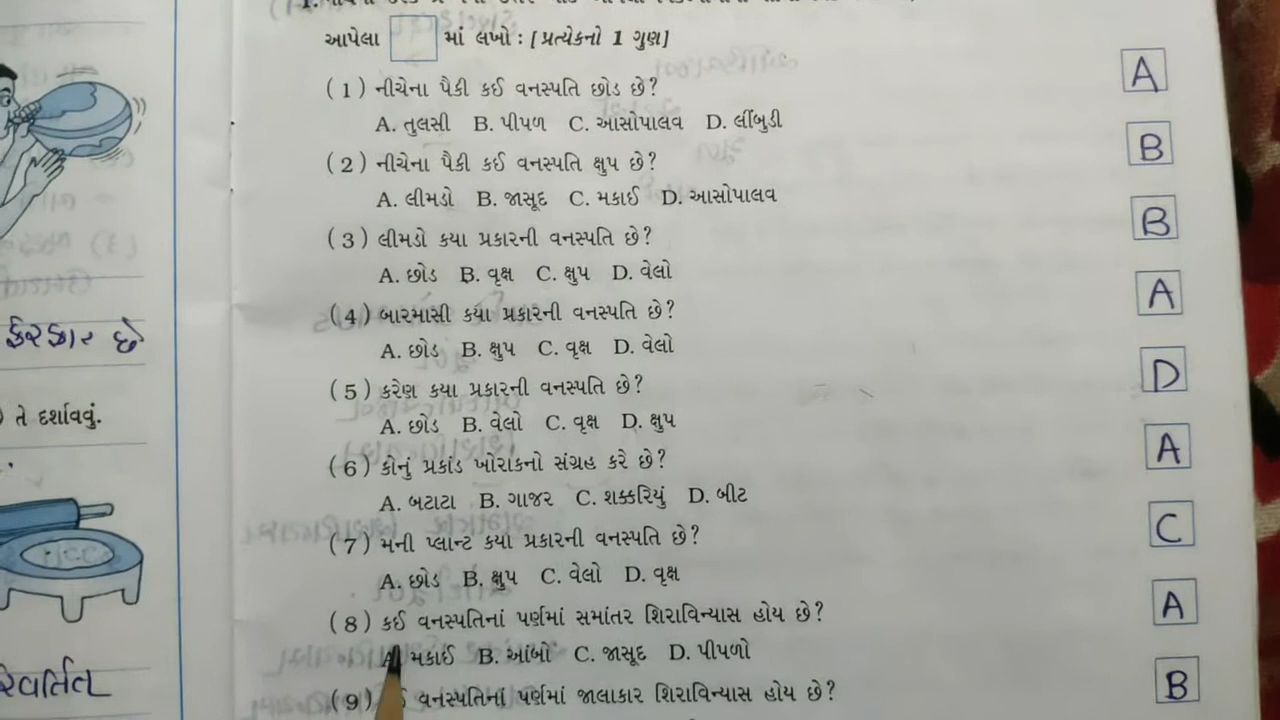 આપેલા માં લખો : [પ્રત્યેકનો 1 ગુણ]
(1) નીચેના પૈકી કઈ વનસ્પતિ છોડ છે? A
A. તુલસી B. પીપળ C. આસોપાલવ D. લીંબુડી
(2) નીચેના પૈકી કઈ વનસ્પતિ ક્ષુપ છે? B
A. લીમડો B. જાસૂદ C. મકાઈ D. આસોપાલવ
(3) લીમડો કયા પ્રકારની વનસ્પતિ છે? B
A. છોડ B. વૃક્ષ C. ક્ષુપ D. વેલો
(4) બારમાસી કયા પ્રકારની વનસ્પતિ છે? A
A. છોડ B. ક્ષુપ C. વૃક્ષ D. વેલો
(5) કરેણ કયા પ્રકારની વનસ્પતિ છે? D
A. છોડ B. વેલો C. વૃક્ષ D. ક્ષુપ
(6) કોનું પ્રકાંડ ખોરાકનો સંગ્રહ કરે છે? A
A. બટાટા B. ગાજર C. શક્કરિયું D. બીટ
(7) મની પ્લાન્ટ કયા પ્રકારની વનસ્પતિ છે? C
A. છોડ B. ક્ષુપ C. વેલો D. વૃક્ષ
(8) કઈ વનસ્પતિનાં પર્ણમાં સમાંતર શિરાવિન્યાસ હોય છે? A
A. મકાઈ B. આંબો C. જાસૂદ D. પીપળો
(9) વનસ્પતિનાં પર્ણમાં જાલાકાર શિરાવિન્યાસ હોય છે? B
ફેરફાર છે
તે દર્શાવવું.